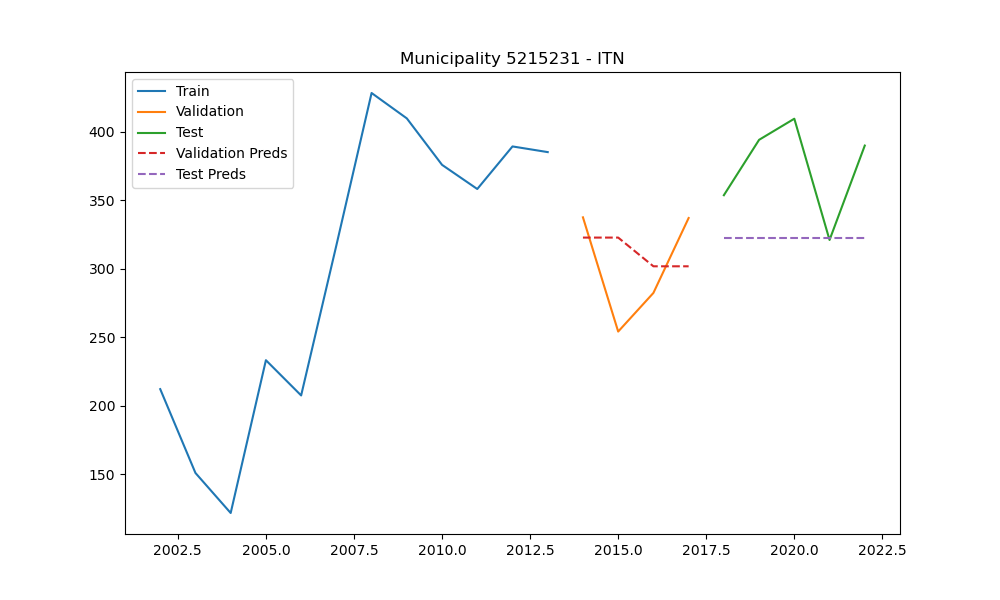 Municipality 5215231 - ITN
Train
Validation
Test
Validation Preds
Test Preds
400
350
300
250
200
150
2002.5 2005.0 2007.5 2010.0 2012.5 2015.0 2017.5 2020.0 2022.5